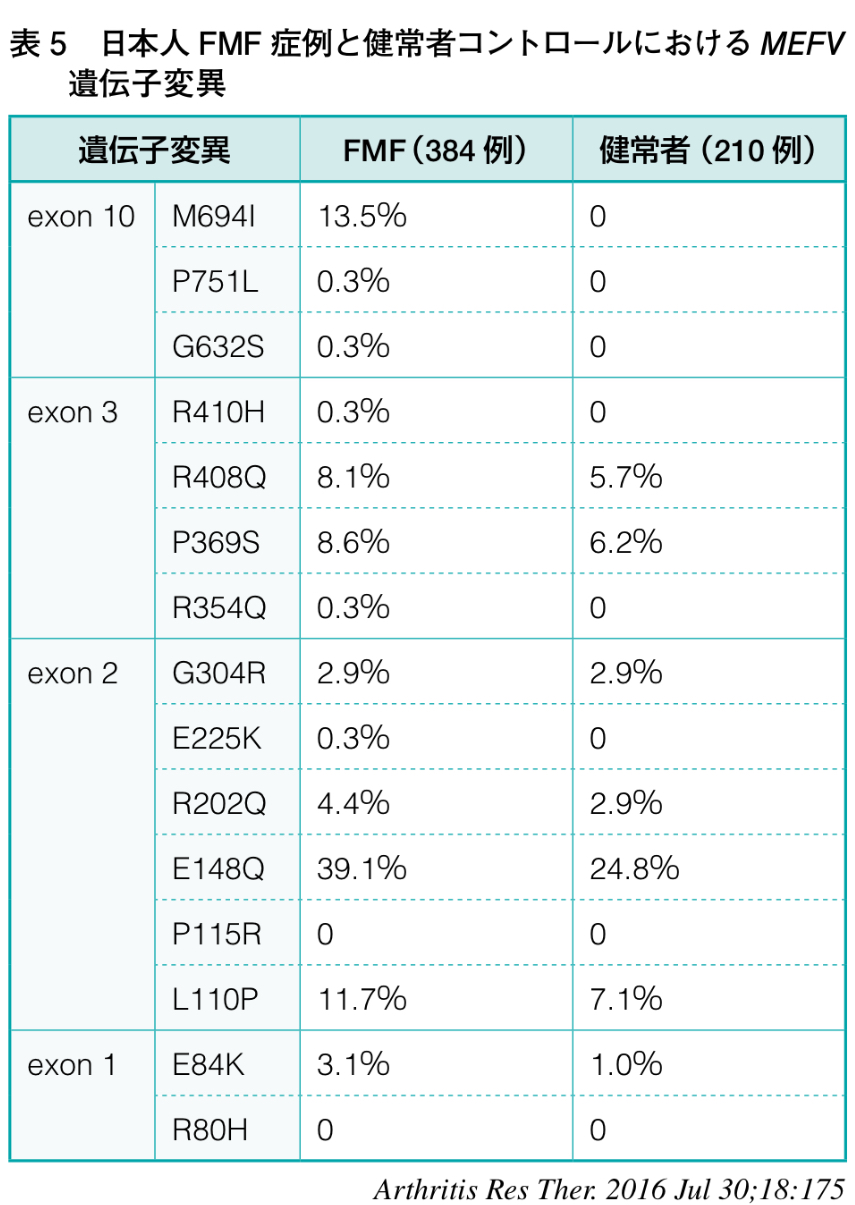 表5 日本人 FMF 症例と健常者コントロールにおける MEFV
遺伝子変異
遺伝子変異 FMF(384 例) 健常者(210 例)
exon 10 M694I 13.5% 0
P751L 0.3% 0
G632S 0.3% 0
exon 3 R410H 0.3% 0
R408Q 8.1% 5.7%
P369S 8.6% 6.2%
R354Q 0.3% 0
exon 2 G304R 2.9% 2.9%
E225K 0.3% 0
R202Q 4.4% 2.9%
E148Q 39.1% 24.8%
P115R 0 0
L110P 11.7% 7.1%
exon 1 E84K 3.1% 1.0%
R80H 0 0
Arthritis Res Ther. 2016 Jul 30;18:175